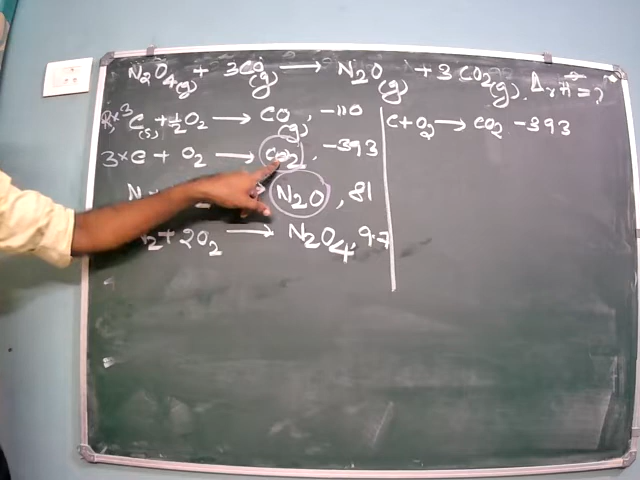 N2O4(g) + 3CO(g) → N2O(g) + 3CO2(g), ΔrH° = ?
C(s) + ½O2 → CO(g), -110
3×C + O2 → CO2, -393
N2O, 81
2 + 2O2 → N2O4, 9.7
C + O2 → CO2 -393